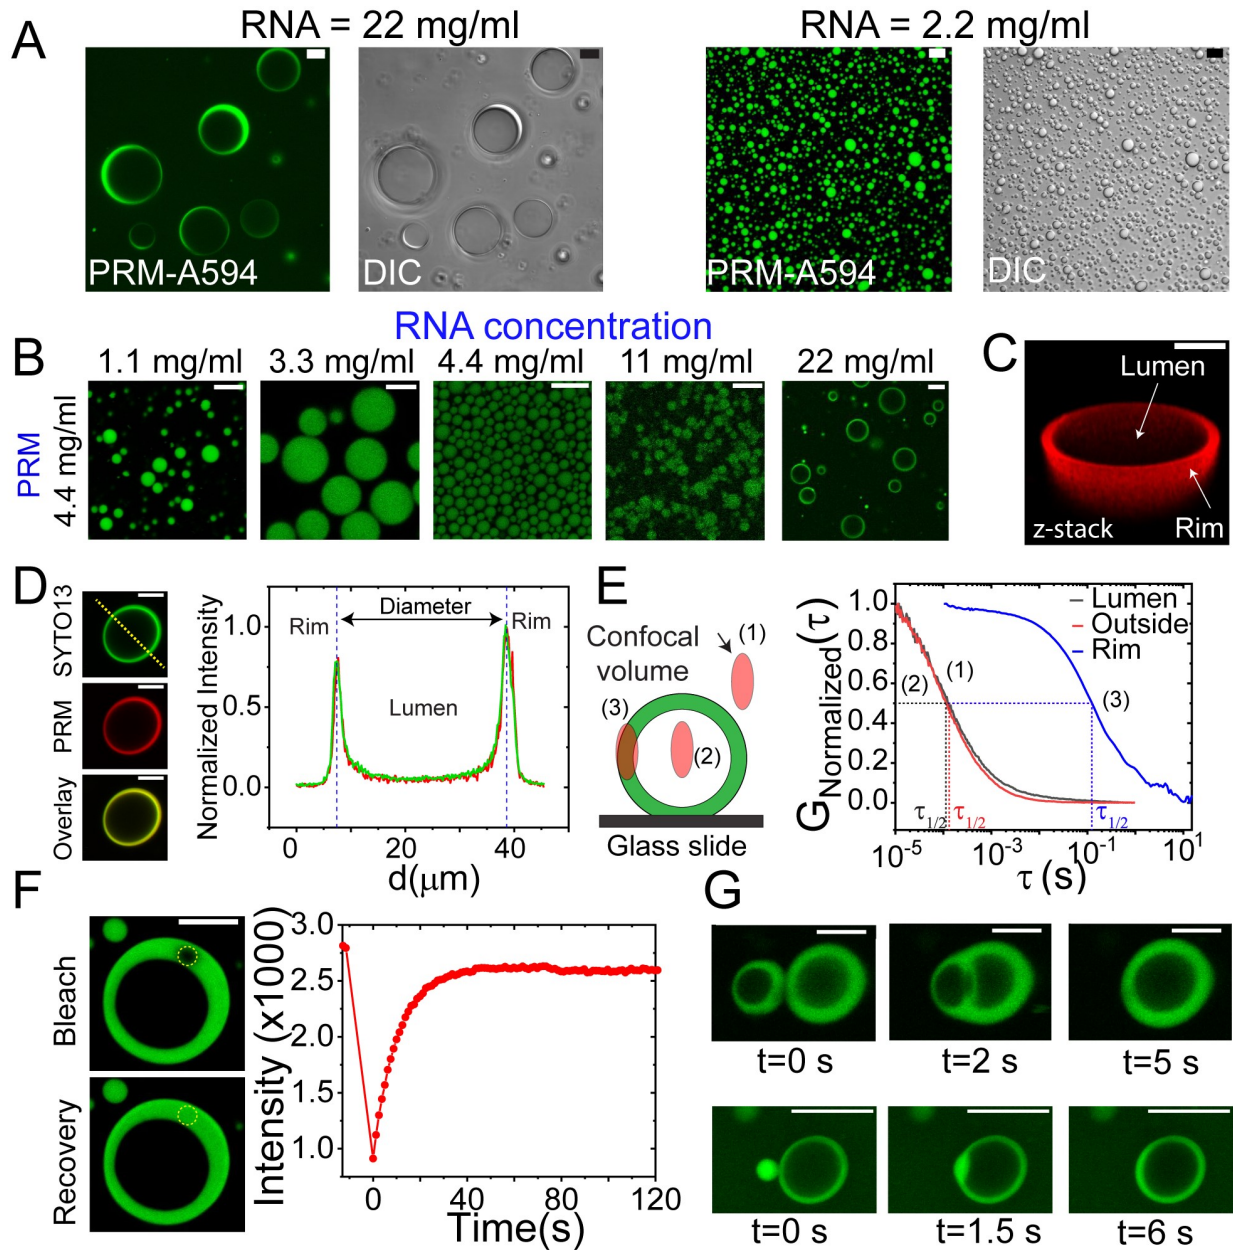 A
RNA = 22 mg/ml
RNA = 2.2 mg/ml
PRM-A594
DIC
PRM-A594
DIC
B
RNA concentration
1.1 mg/ml
3.3 mg/ml
4.4 mg/ml
11 mg/ml
22 mg/ml
PRM
4.4 mg/ml
C
Lumen
z-stack
Rim
D
SYTO13
PRM
Overlay
Normalized Intensity
1.0
0.5
0.0
Rim
Diameter
Rim
Lumen
0
20
40
d(μm)
E
Confocal
volume
(1)
(3)
(2)
Glass slide
G Normalized(τ)
1.0
0.8
0.6
0.4
0.2
0.0
Lumen
Outside
Rim
(2)
(1)
(3)
τ1/2
τ1/2
τ1/2
10-5
10-3
10-1
101
τ (s)
F
Bleach
Recovery
Intensity (x1000)
3.0
2.5
2.0
1.5
1.0
0
40
80
120
Time(s)
G
t=0 s
t=2 s
t=5 s
t=0 s
t=1.5 s
t=6 s